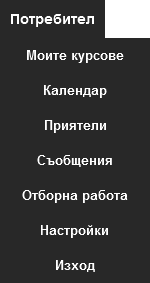 Потребител
Моите курсове
Календар
Приятели
Съобщения
Отборна работа
Настройки
Изход